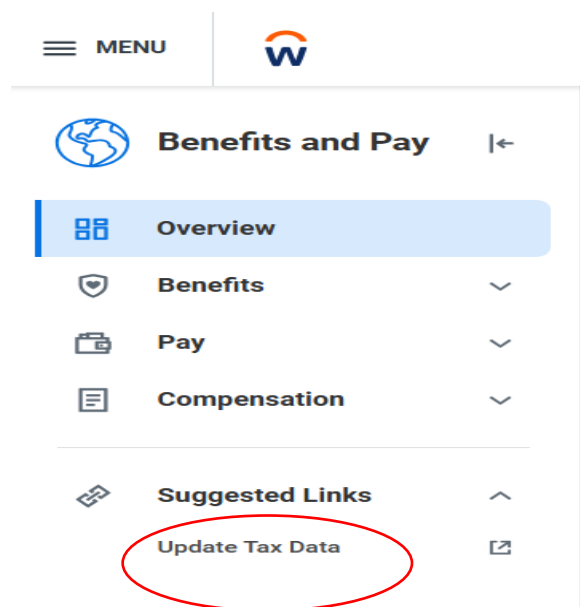 MENU
Benefits and Pay
Overview
Benefits
Pay
Compensation
Suggested Links
Update Tax Data